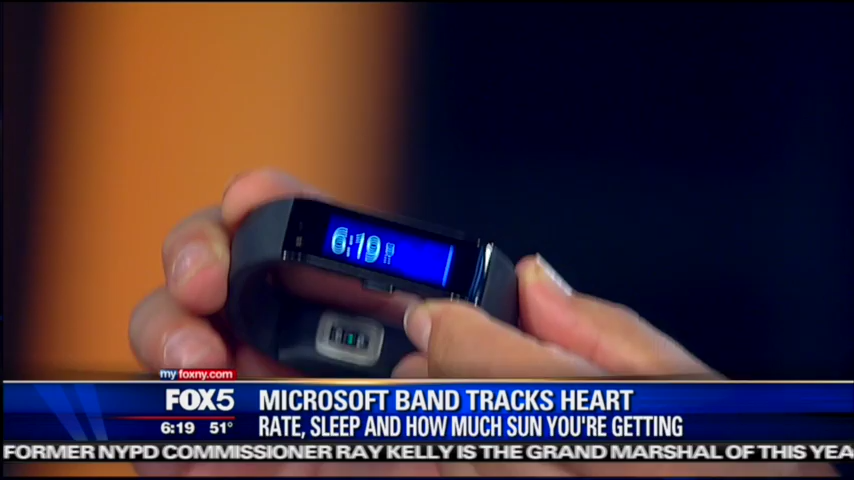 6:19
myfoxny.com
FOX5
6:19 51°
MICROSOFT BAND TRACKS HEART
RATE, SLEEP AND HOW MUCH SUN YOU'RE GETTING
FORMER NYPD COMMISSIONER RAY KELLY IS THE GRAND MARSHAL OF THIS YEA